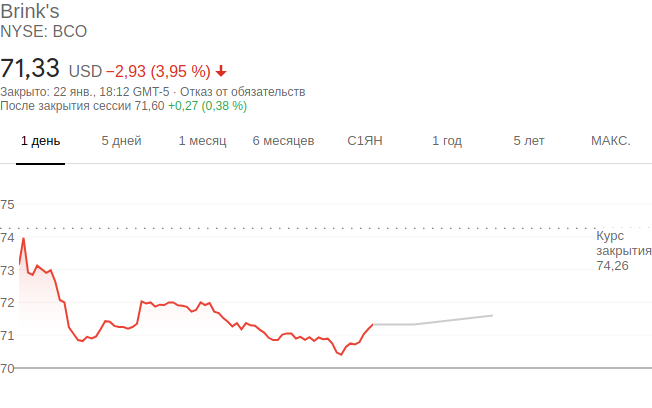 Brink's
NYSE: BCO
71,33 USD −2,93 (3,95 %)
Закрыто: 22 янв., 18:12 GMT-5 · Отказ от обязательств
После закрытия сессии 71,60 +0,27 (0,38 %)
1 день 5 дней 1 месяц 6 месяцев С1ЯН 1 год 5 лет МАКС.
75
74
73
72
71
70
Курс
закрытия
74,26